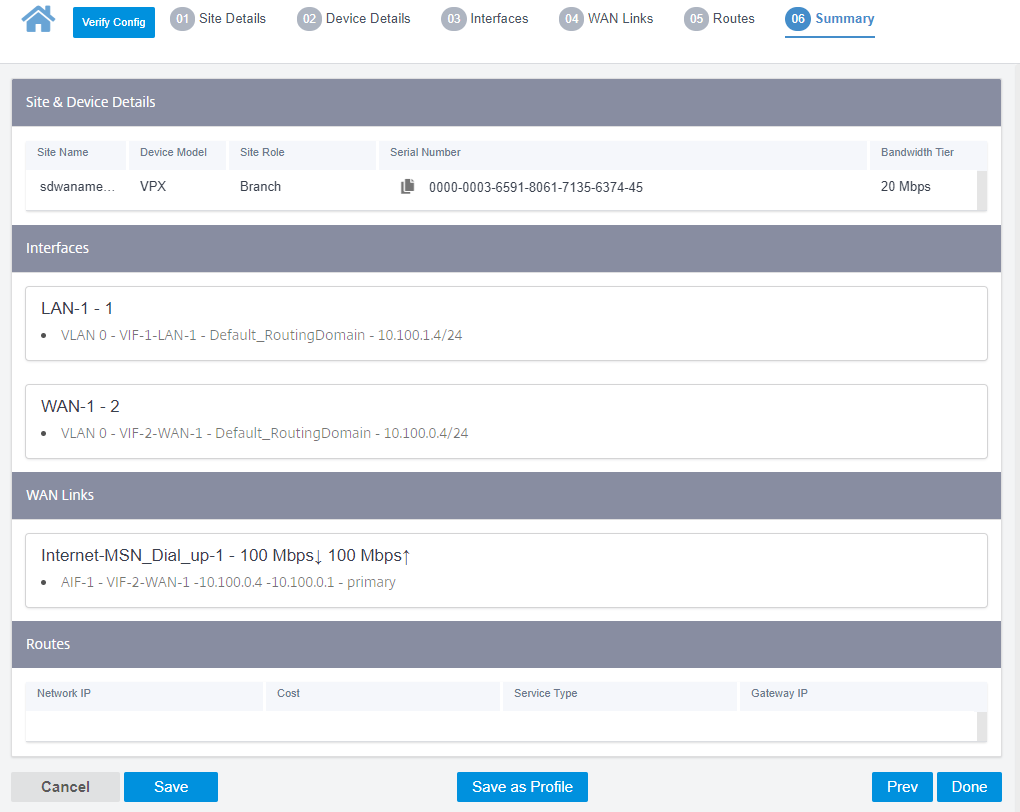 Verify Config 01 Site Details 02 Device Details 03 Interfaces 04 WAN Links 05 Routes 06 Summary
Site & Device Details
Site Name Device Model Site Role Serial Number Bandwidth Tier
sdwaname... VPX Branch 0000-0003-6591-8061-7135-6374-45 20 Mbps
Interfaces
LAN-1 - 1
• VLAN 0 - VIF-1-LAN-1 - Default_RoutingDomain - 10.100.1.4/24
WAN-1 - 2
• VLAN 0 - VIF-2-WAN-1 - Default_RoutingDomain - 10.100.0.4/24
WAN Links
Internet-MSN_Dial_up-1 - 100 Mbps↓ 100 Mbps↑
• AIF-1 - VIF-2-WAN-1 -10.100.0.4 -10.100.0.1 - primary
Routes
Network IP Cost Service Type Gateway IP
Cancel Save Save as Profile Prev Done